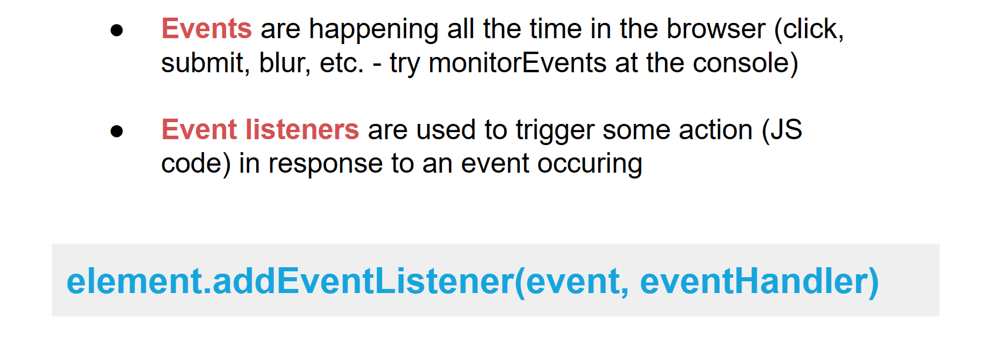 ● Events are happening all the time in the browser (click,
submit, blur, etc. - try monitorEvents at the console)
● Event listeners are used to trigger some action (JS
code) in response to an event occuring
element.addEventListener(event, eventHandler)